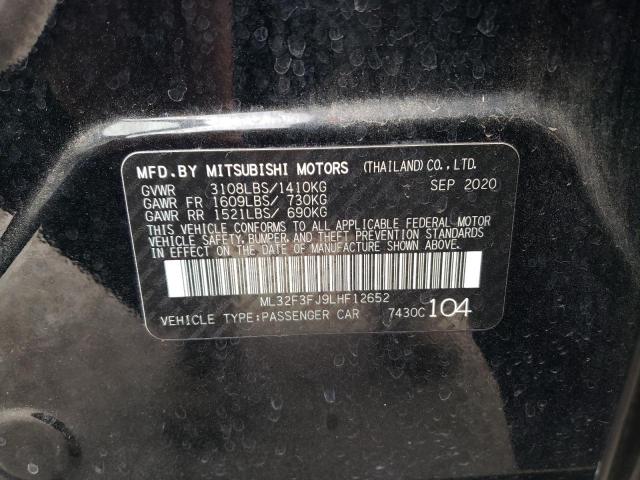 MFD.BY MITSUBISHI MOTORS (THAILAND) CO., LTD.
GVWR 3108LBS/1410KG SEP 2020
GAWR FR 1609LBS/ 730KG
GAWR RR 1521LBS/ 690KG
THIS VEHICLE CONFORMS TO ALL APPLICABLE FEDERAL MOTOR
VEHICLE SAFETY, BUMPER, AND THEFT PREVENTION STANDARDS
IN EFFECT ON THE DATE OF MANUFACTURE SHOWN ABOVE.
ML32F3FJ9LHF12652
VEHICLE TYPE:PASSENGER CAR 7430C 104